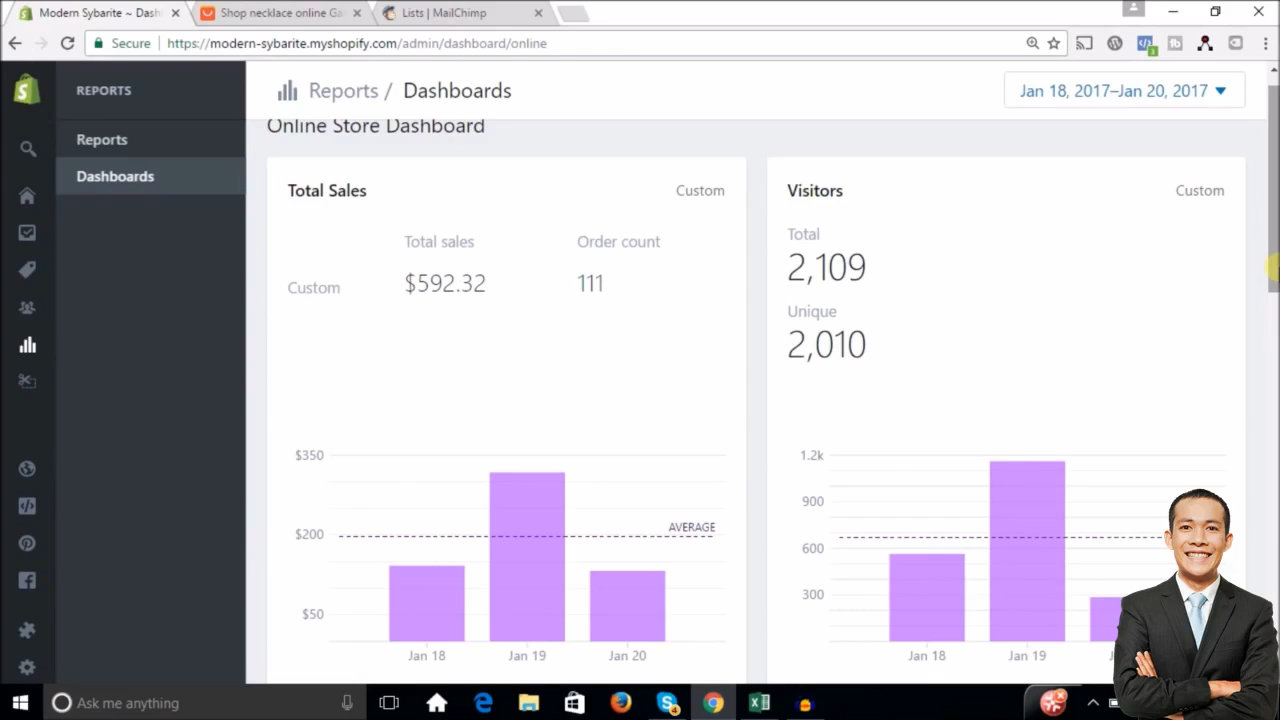 Modern Sybarite ~ Dash
Shop necklace online Ga
Lists | MailChimp
Secure
https://modern-sybarite.myshopify.com/admin/dashboard/online
REPORTS
Reports
Dashboards
Reports / Dashboards
Jan 18, 2017–Jan 20, 2017
Online Store Dashboard
Total Sales
Custom
Total sales
Order count
Custom
$592.32
111
$350
$200
$50
AVERAGE
Jan 18
Jan 19
Jan 20
Visitors
Custom
Total
2,109
Unique
2,010
1.2k
900
600
300
Jan 18
Jan 19
Ask me anything